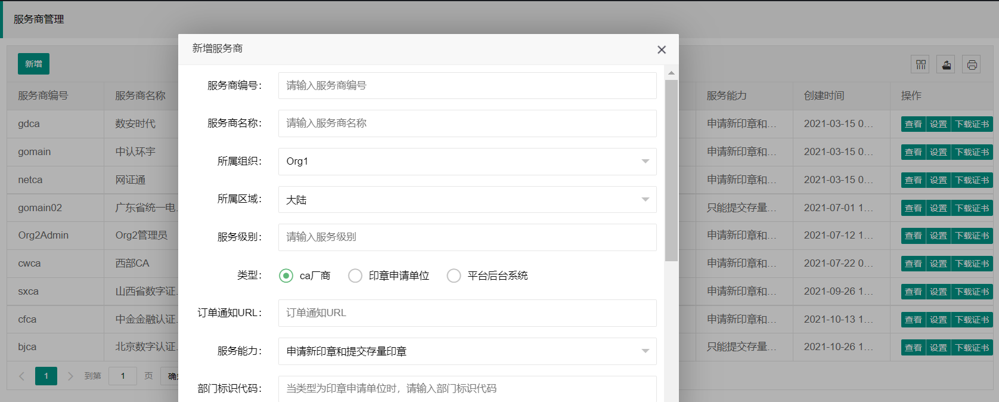 服务商管理
新增服务商
新增
服务商编号
服务商名称
服务能力
创建时间
操作
gdca
数安时代
申请新印章和...
2021-03-15 0...
查看
设置
下载证书
gomain
中认环宇
申请新印章和...
2021-03-15 0...
查看
设置
下载证书
netca
网证通
申请新印章和...
2021-03-15 0...
查看
设置
下载证书
gomain02
广东省统一电
只能提交存量...
2021-07-01 1...
查看
设置
下载证书
Org2Admin
Org2管理员
申请新印章和...
2021-07-12 1...
查看
设置
下载证书
cwca
西部CA
申请新印章和...
2021-07-22 0...
查看
设置
下载证书
sxca
山西省数字证
申请新印章和...
2021-09-26 1...
查看
设置
下载证书
cfca
中金金融认证
申请新印章和...
2021-10-13 1...
查看
设置
下载证书
bjca
北京数字认证
只能提交存量...
2021-10-26 1...
查看
设置
下载证书
1
到第
1
页
服务商编号：
请输入服务商编号
服务商名称：
请输入服务商名称
所属组织：
Org1
所属区域：
大陆
服务级别：
请输入服务级别
类型：
ca厂商
印章申请单位
平台后台系统
订单通知URL：
订单通知URL
服务能力：
申请新印章和提交存量印章
部门标识代码：
当类型为印章申请单位时，请输入部门标识代码